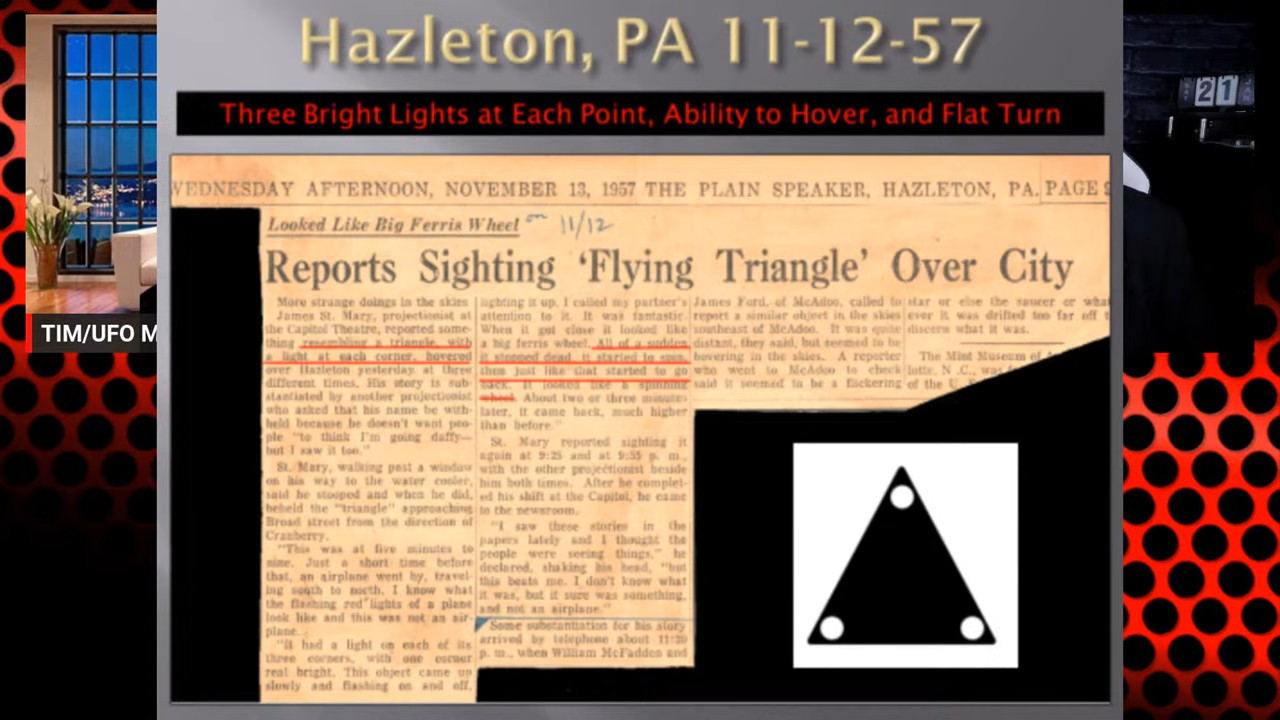 Hazleton, PA 11-12-57
Three Bright Lights at Each Point, Ability to Hover, and Flat Turn
21
TIM/UFO M
WEDNESDAY AFTERNOON, NOVEMBER 13, 1957 THE PLAIN SPEAKER, HAZLETON, PA. PAGE 9
Looked Like Big Ferris Wheel on 11/12
Reports Sighting 'Flying Triangle' Over City
More strange doings in the skies
James St. Mary, projectionist at
the Capitol Theatre, reported some-
thing resembling a triangle, with
a light at each corner, hovered
over Hazleton yesterday at three
different times. His story is sub-
stantiated by another projectionist
who asked that his name be with-
held because he doesn't want peo-
ple "to think I'm going daffy—
but I saw it too."
St. Mary, walking past a window
on his way to the water cooler,
said he stooped and when he did,
beheld the "triangle" approaching
Broad street from the direction of
Cranberry.
"This was at five minutes to
nine. Just a short time before
that, an airplane went by, travel-
ing south to north. I know what
the flashing red lights of a plane
look like and this was not an air-
plane.
"It had a light on each of its
three corners, with one corner
real bright. This object came up
slowly and flashing on and off,
lighting it up. I called my partner's
attention to it. It was fantastic.
When it got close it looked like
a big ferris wheel. All of a sudden
it stopped dead. It started to spin,
then just like that started to go
back. It looked like a spinning
wheel. About two or three minutes
later, it came back, much higher
than before."
St. Mary reported sighting it
again at 9:25 and at 9:55 p. m.,
with the other projectionist beside
him both times. After he complet-
ed his shift at the Capitol, he came
to the newsroom.
"I saw these stories in the
papers lately and I thought the
people were seeing things," he
declared, shaking his head, "but
this beats me. I don't know what
it was, but it sure was something,
and not an airplane."
Some substantiation for his story
arrived by telephone about 11:20
p. m., when William McFadden and
James Ford, of McAdoo, called to
report a similar object in the skies
southeast of McAdoo. It was quite
distant, they said, but seemed to be
hovering in the skies. A reporter
who went to McAdoo to check
said it seemed to be a flickering
star or else the saucer or what
ever it was drifted too far off t
discern what it was.
The Mint Museum of
lotte, N .C., was
of the U. S.